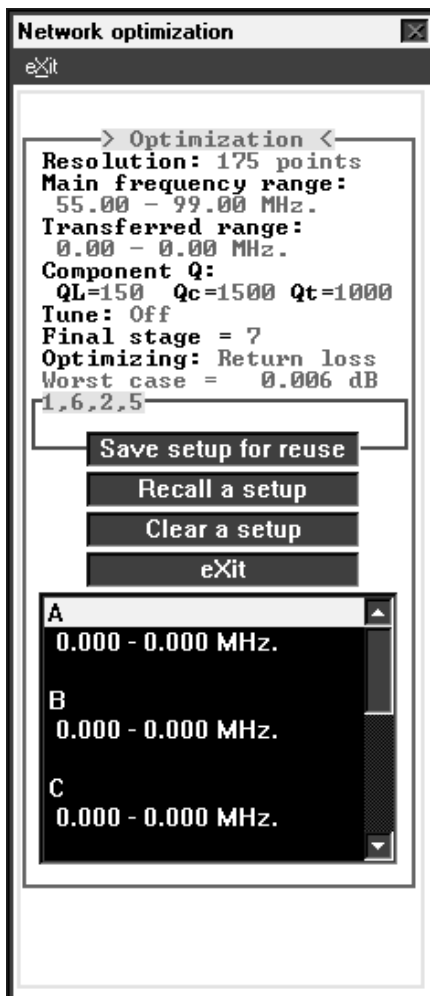 Network optimization
eXit
> Optimization <
Resolution: 175 points
Main frequency range:
55.00 - 99.00 MHz.
Transferred range:
0.00 - 0.00 MHz.
Component Q:
QL=150 Qc=1500 Qt=1000
Tune: Off
Final stage = 7
Optimizing: Return loss
Worst case = 0.006 dB
1,6,2,5
Save setup for reuse
Recall a setup
Clear a setup
eXit
A
0.000 - 0.000 MHz.
B
0.000 - 0.000 MHz.
C
0.000 - 0.000 MHz.